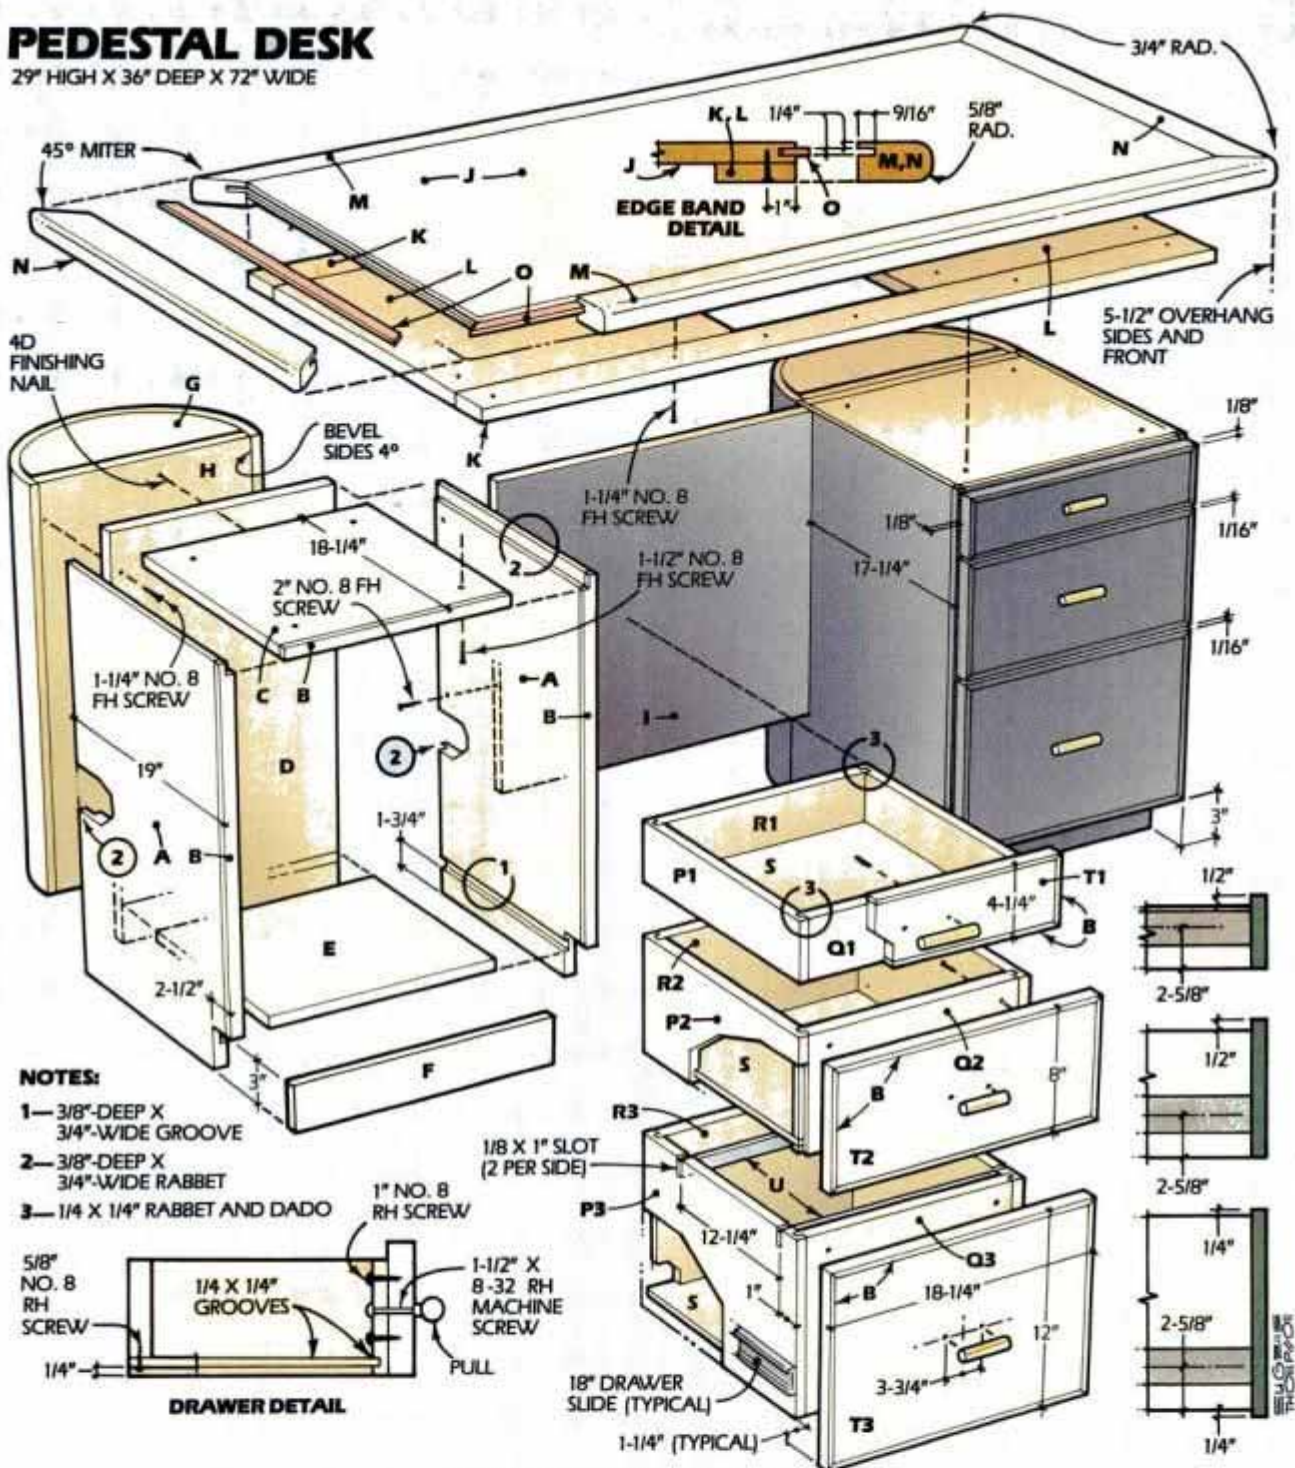 PEDESTAL DESK
29" HIGH X 36" DEEP X 72" WIDE
3/4" RAD.
45° MITER
M
J
K, L
1/4"
9/16"
5/8"
RAD.
M,N
J
1"
O
EDGE BAND
DETAIL
N
N
K
L
O
M
L
5-1/2" OVERHANG
SIDES AND
FRONT
4D
FINISHING
NAIL
G
H
BEVEL
SIDES 4°
K
1-1/4" NO. 8
FH SCREW
1/8"
1/8"
1/16"
18-1/4"
2
1-1/2" NO. 8
FH SCREW
17-1/4"
2" NO. 8 FH
SCREW
1/16"
1-1/4" NO. 8
FH SCREW
C
B
A
B
I
2
19"
D
3
1-3/4"
3"
2
A
B
1
R1
P1
S
3
T1
4-1/4"
B
Q1
1/2"
2-5/8"
E
2-1/2"
R2
P2
S
Q2
B
8"
T2
1/2"
2-5/8"
3"
F
NOTES:
1— 3/8"-DEEP X
3/4"-WIDE GROOVE
2— 3/8"-DEEP X
3/4"-WIDE RABBET
3— 1/4 X 1/4" RABBET AND DADO
R3
1/8 X 1" SLOT
(2 PER SIDE)
P3
U
12-1/4"
Q3
S
1"
B
18-1/4"
12"
3-3/4"
T3
18" DRAWER
SLIDE (TYPICAL)
1-1/4" (TYPICAL)
1/4"
2-5/8"
1/4"
1" NO. 8
RH SCREW
5/8"
NO. 8
RH
SCREW
1/4 X 1/4"
GROOVES
1-1/2" X
8-32 RH
MACHINE
SCREW
1/4"
PULL
DRAWER DETAIL